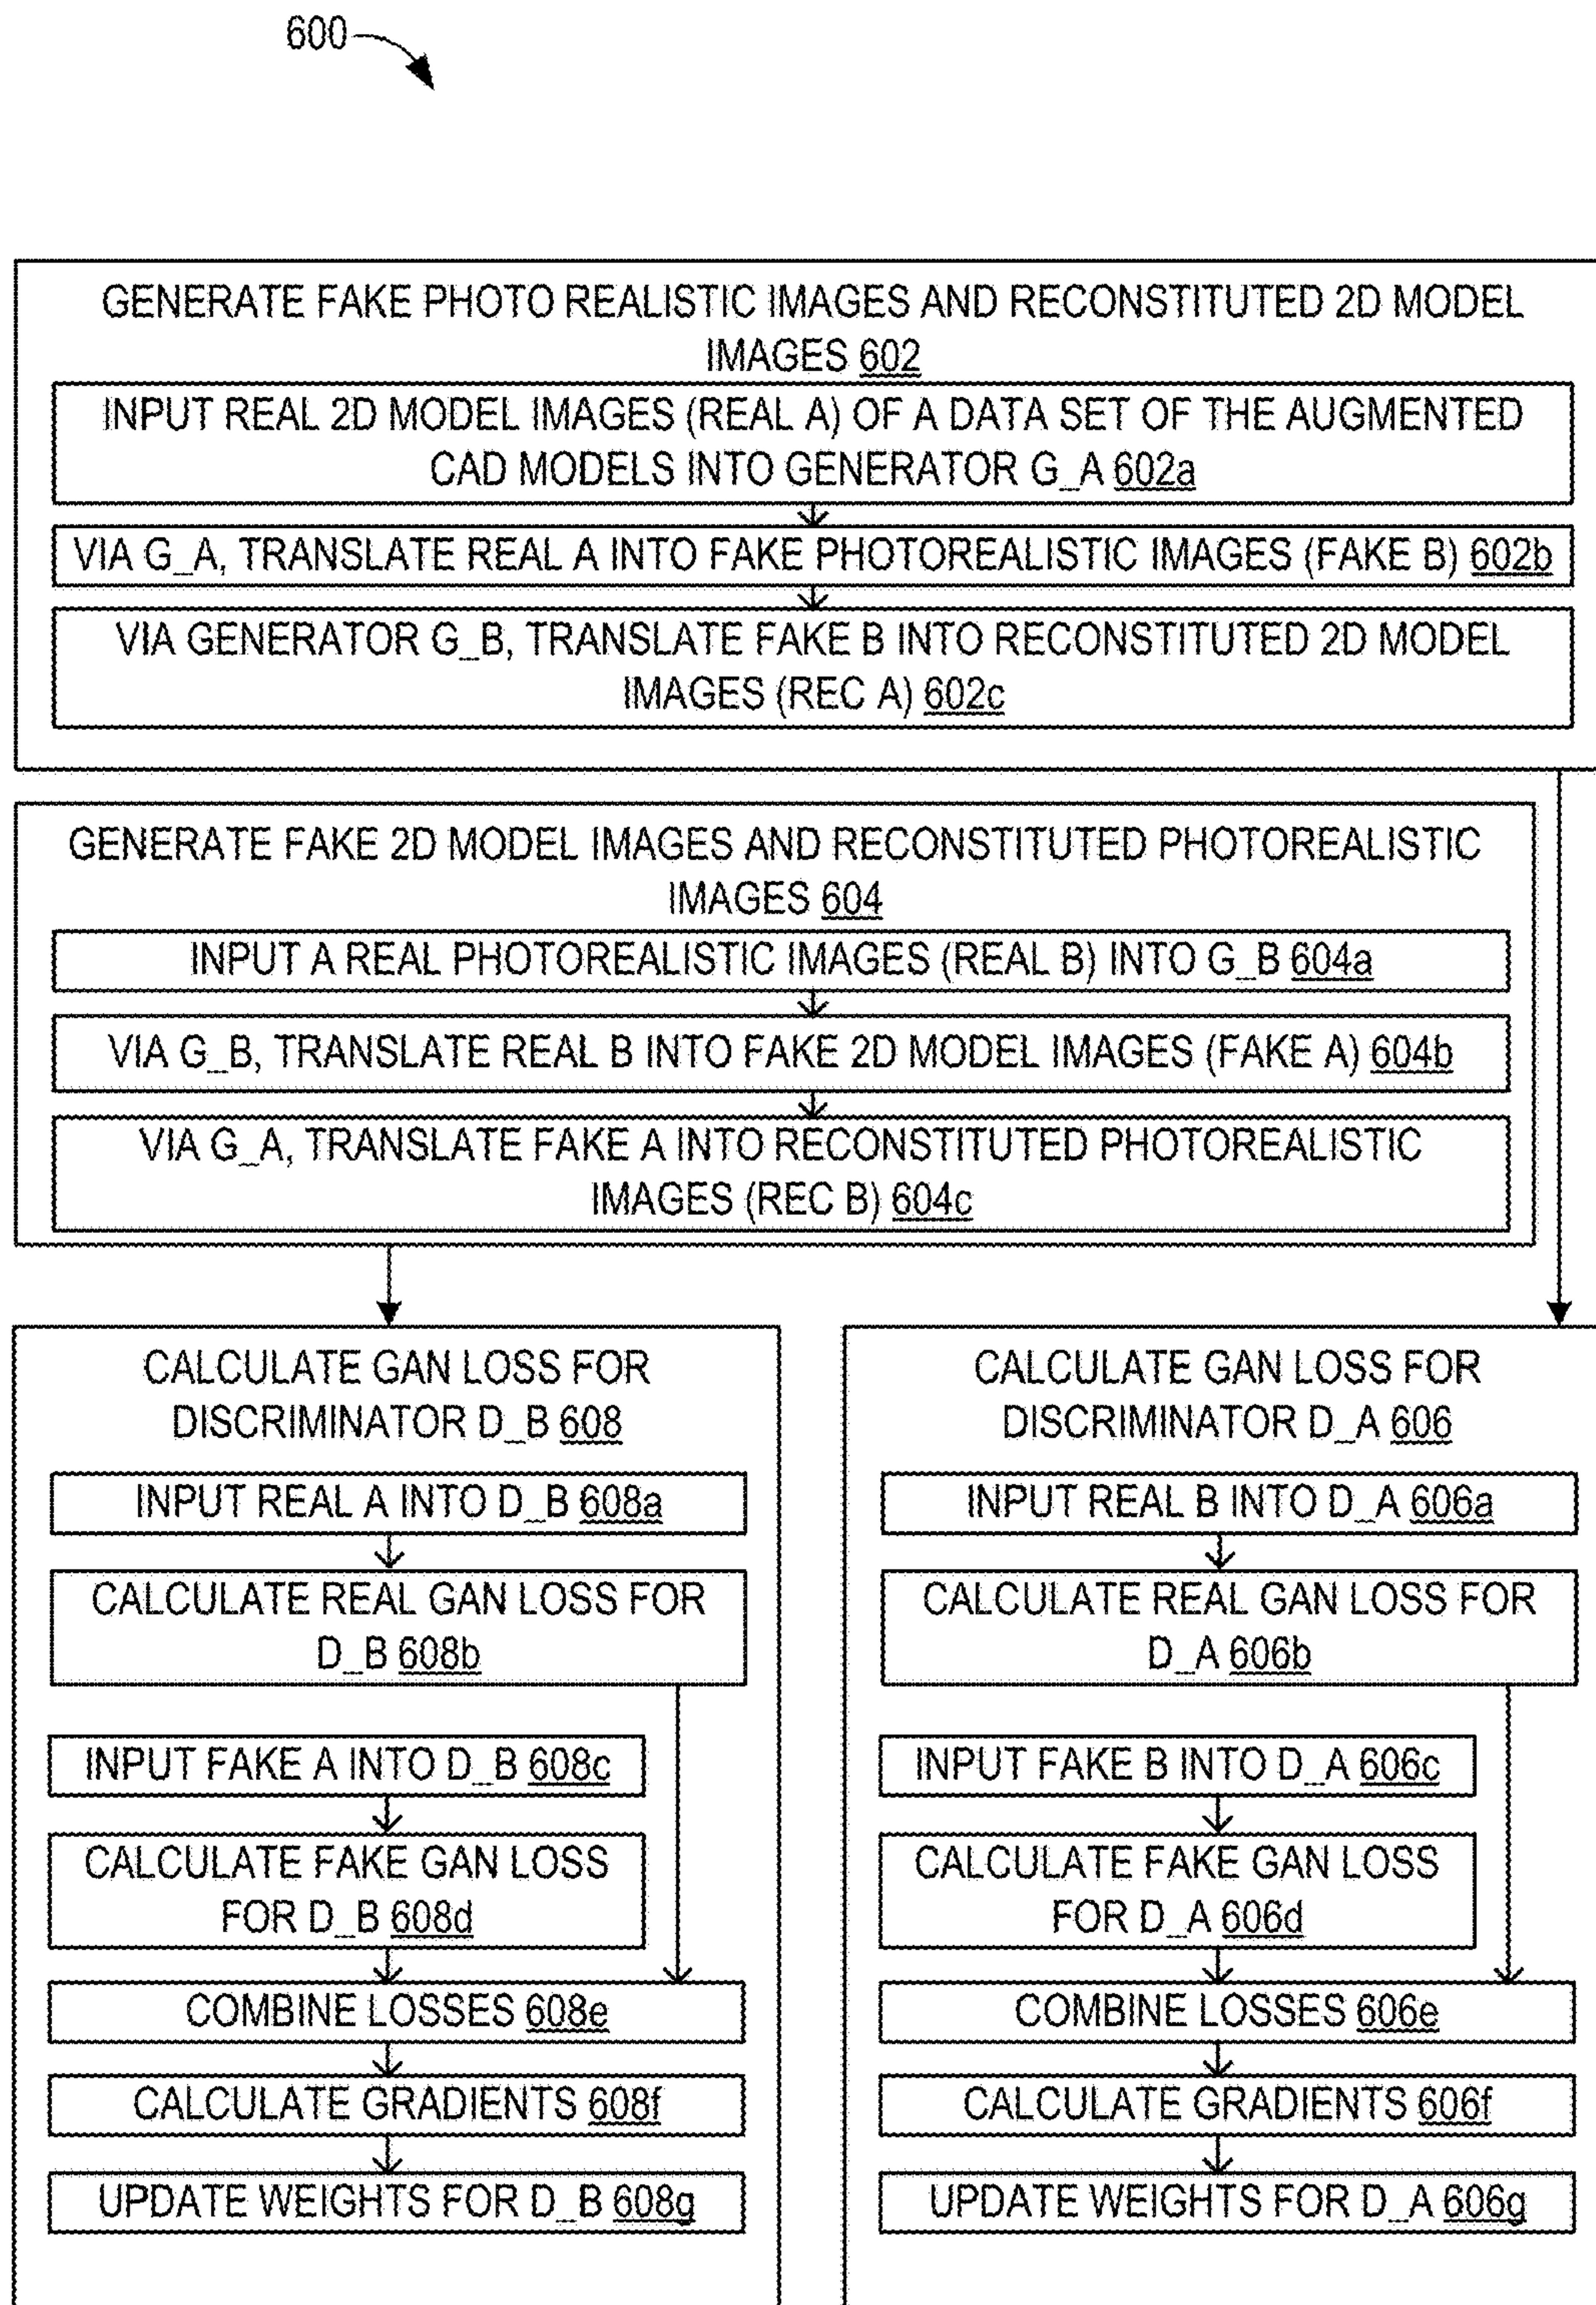 600
GENERATE FAKE PHOTO REALISTIC IMAGES AND RECONSTITUTED 2D MODEL
IMAGES 602
INPUT REAL 2D MODEL IMAGES (REAL A) OF A DATA SET OF THE AUGMENTED
CAD MODELS INTO GENERATOR G_A 602a
VIA G_A, TRANSLATE REAL A INTO FAKE PHOTOREALISTIC IMAGES (FAKE B) 602b
VIA GENERATOR G_B, TRANSLATE FAKE B INTO RECONSTITUTED 2D MODEL
IMAGES (REC A) 602c
GENERATE FAKE 2D MODEL IMAGES AND RECONSTITUTED PHOTOREALISTIC
IMAGES 604
INPUT A REAL PHOTOREALISTIC IMAGES (REAL B) INTO G_B 604a
VIA G_B, TRANSLATE REAL B INTO FAKE 2D MODEL IMAGES (FAKE A) 604b
VIA G_A, TRANSLATE FAKE A INTO RECONSTITUTED PHOTOREALISTIC
IMAGES (REC B) 604c
CALCULATE GAN LOSS FOR
DISCRIMINATOR D_B 608
INPUT REAL A INTO D_B 608a
CALCULATE REAL GAN LOSS FOR
D_B 608b
INPUT FAKE A INTO D_B 608c
CALCULATE FAKE GAN LOSS
FOR D_B 608d
COMBINE LOSSES 608e
CALCULATE GRADIENTS 608f
UPDATE WEIGHTS FOR D_B 608g
CALCULATE GAN LOSS FOR
DISCRIMINATOR D_A 606
INPUT REAL B INTO D_A 606a
CALCULATE REAL GAN LOSS FOR
D_A 606b
INPUT FAKE B INTO D_A 606c
CALCULATE FAKE GAN LOSS
FOR D_A 606d
COMBINE LOSSES 606e
CALCULATE GRADIENTS 606f
UPDATE WEIGHTS FOR D_A 606g